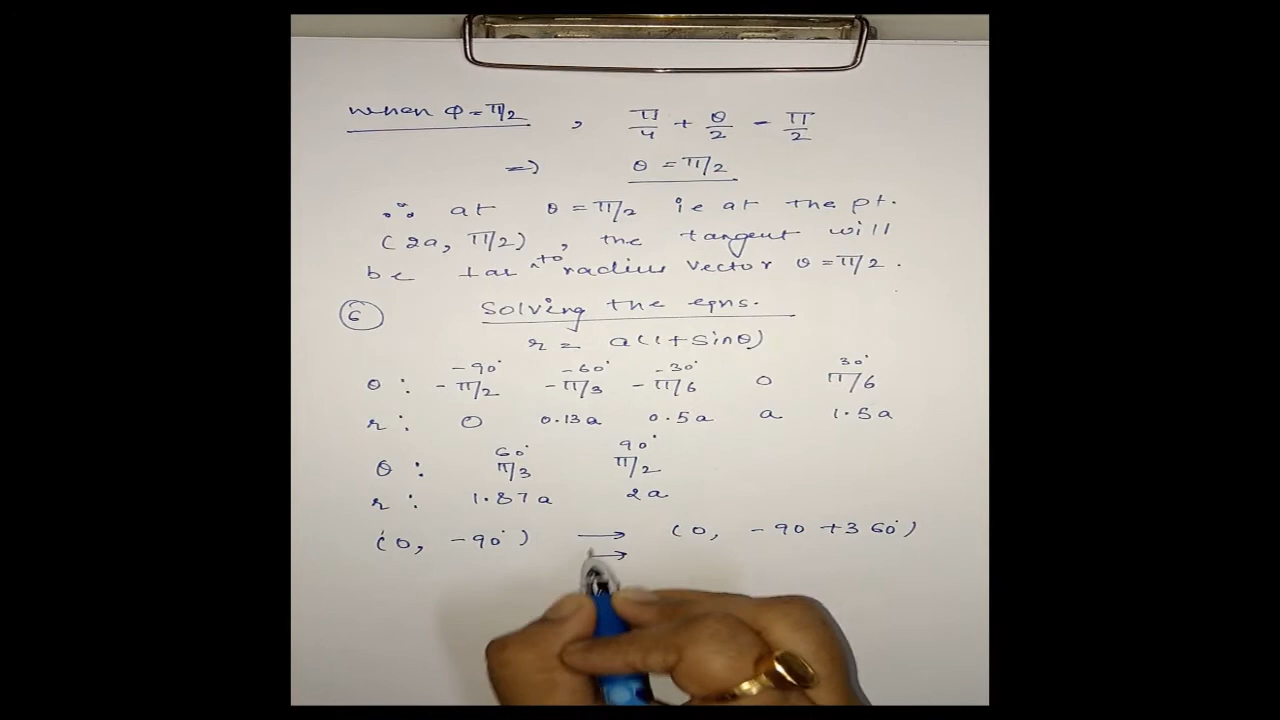 when φ = π/2 , π/4 + θ/2 = π/2
=> θ = π/2
∴ at θ = π/2 ie at the pt.
(2a, π/2) , the tangent will
be lar to radius vector θ = π/2 .
6 Solving the eqns.
r = a(1+sinθ)
-90° -60° -30° 30°
θ : -π/2 -π/3 -π/6 0 π/6
r : 0 0.13a 0.5a a 1.5a
60° 90°
θ : π/3 π/2
r : 1.87a 2a
(0, -90°) → (0, -90 + 360°)
→